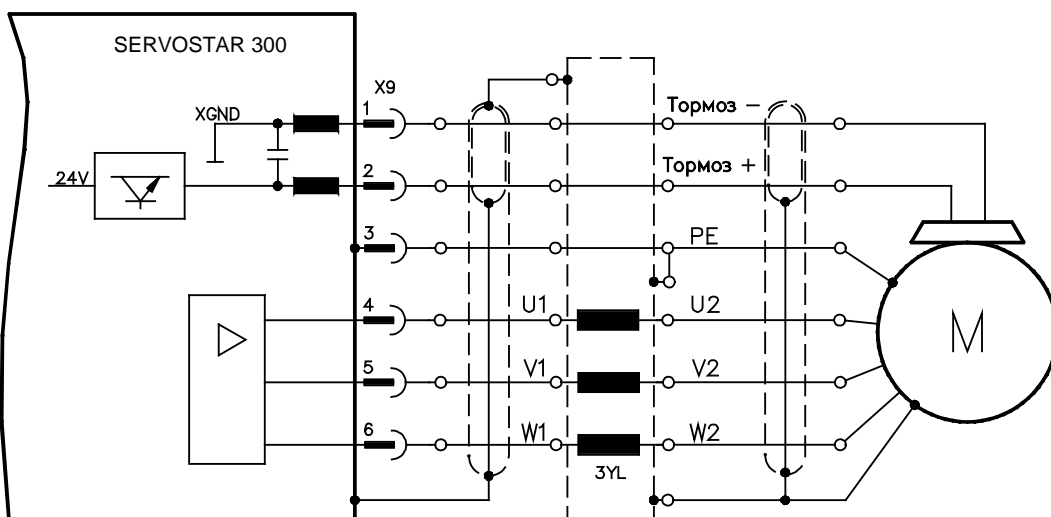 SERVOSTAR 300
X9
XGND
1
Тормоз −
24V
2
Тормоз +
3
PE
4
U1
U2
M
5
V1
V2
6
W1
W2
3YL